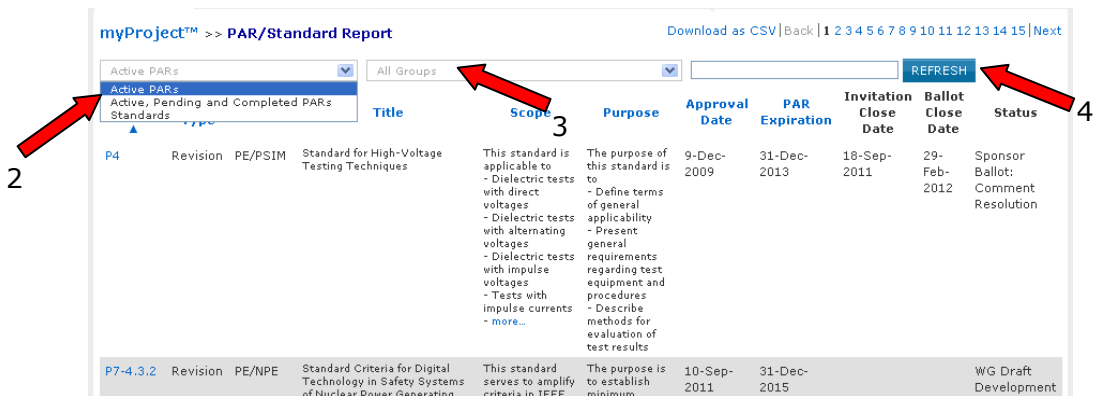 myProject™ >> PAR/Standard Report
Download as CSV|Back|1 2 3 4 5 6 7 8 9 10 11 12 13 14 15|Next
Active PARs
All Groups
REFRESH
Active PARs
Active, Pending and Completed PARs
Standards
2
3
4
Type
Title
Scope
Purpose
Approval
Date
PAR
Expiration
Invitation
Close
Date
Ballot
Close
Date
Status
P4
Revision
PE/PSIM
Standard for High-Voltage
Testing Techniques
This standard is
applicable to
- Dielectric tests
with direct
voltages
- Dielectric tests
with alternating
voltages
- Dielectric tests
with impulse
voltages
- Tests with
impulse currents
- more...
The purpose of
this standard is
to
- Define terms
of general
applicability
- Present
general
requirements
regarding test
equipment and
procedures
- Describe
methods for
evaluation of
test results
9-Dec-
2009
31-Dec-
2013
18-Sep-
2011
29-
Feb-
2012
Sponsor
Ballot:
Comment
Resolution
P7-4.3.2
Revision
PE/NPE
Standard Criteria for Digital
Technology in Safety Systems
of Nuclear Power Generating
This standard
serves to amplify
criteria in IEEE
The purpose is
to establish
minimum
10-Sep-
2011
31-Dec-
2015
WG Draft
Development